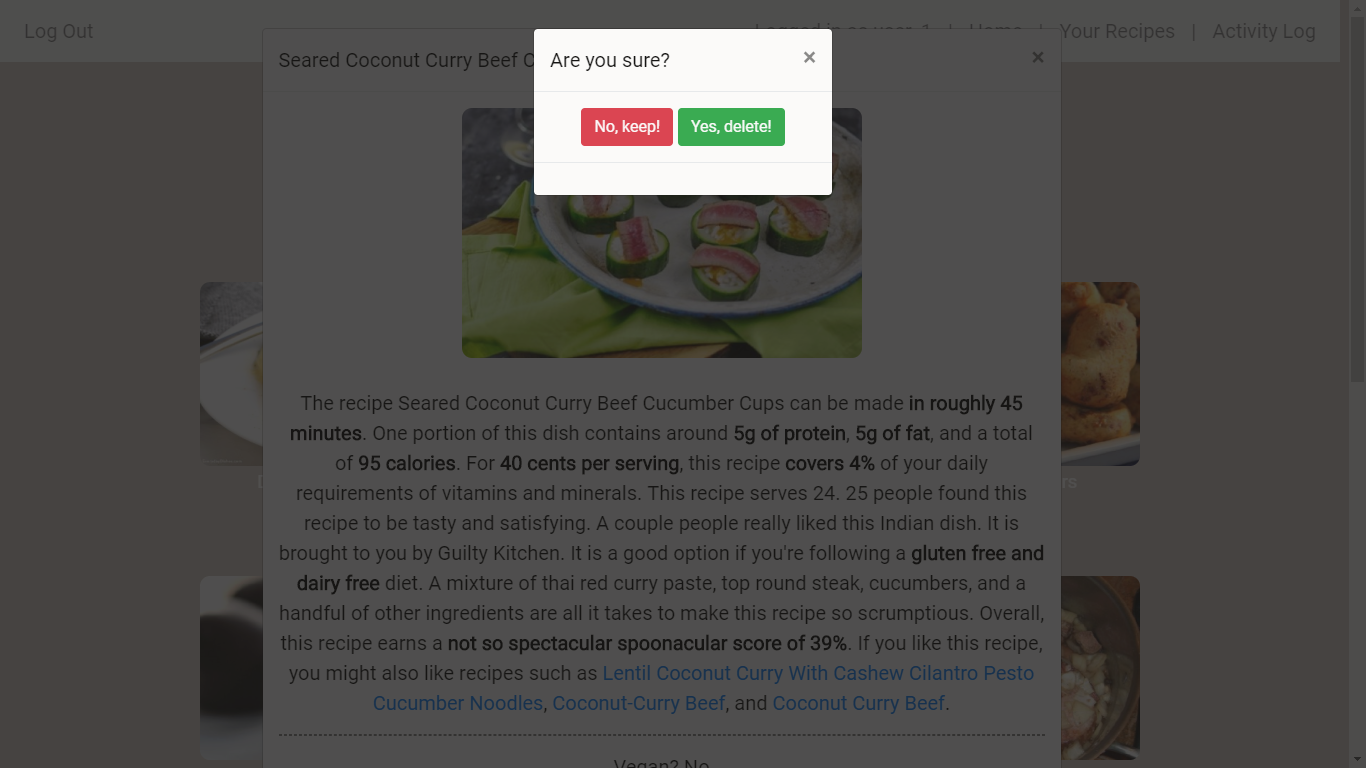 Log Out
Home | Your Recipes | Activity Log
Seared Coconut Curry Beef
×
Are you sure?
×
No, keep! Yes, delete!
The recipe Seared Coconut Curry Beef Cucumber Cups can be made in roughly 45
minutes. One portion of this dish contains around 5g of protein, 5g of fat, and a total
of 95 calories. For 40 cents per serving, this recipe covers 4% of your daily
requirements of vitamins and minerals. This recipe serves 24. 25 people found this
recipe to be tasty and satisfying. A couple people really liked this Indian dish. It is
brought to you by Guilty Kitchen. It is a good option if you're following a gluten free and
dairy free diet. A mixture of thai red curry paste, top round steak, cucumbers, and a
handful of other ingredients are all it takes to make this recipe so scrumptious. Overall,
this recipe earns a not so spectacular spoonacular score of 39%. If you like this recipe,
you might also like recipes such as Lentil Coconut Curry With Cashew Cilantro Pesto
Cucumber Noodles, Coconut-Curry Beef, and Coconut Curry Beef.
Vegan? No